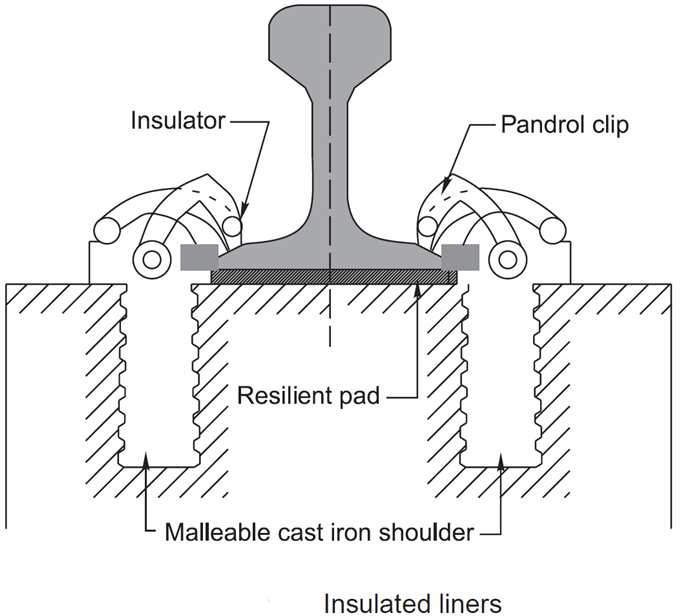 Insulator
Pandrol clip
Resilient pad
Malleable cast iron shoulder
Insulated liners